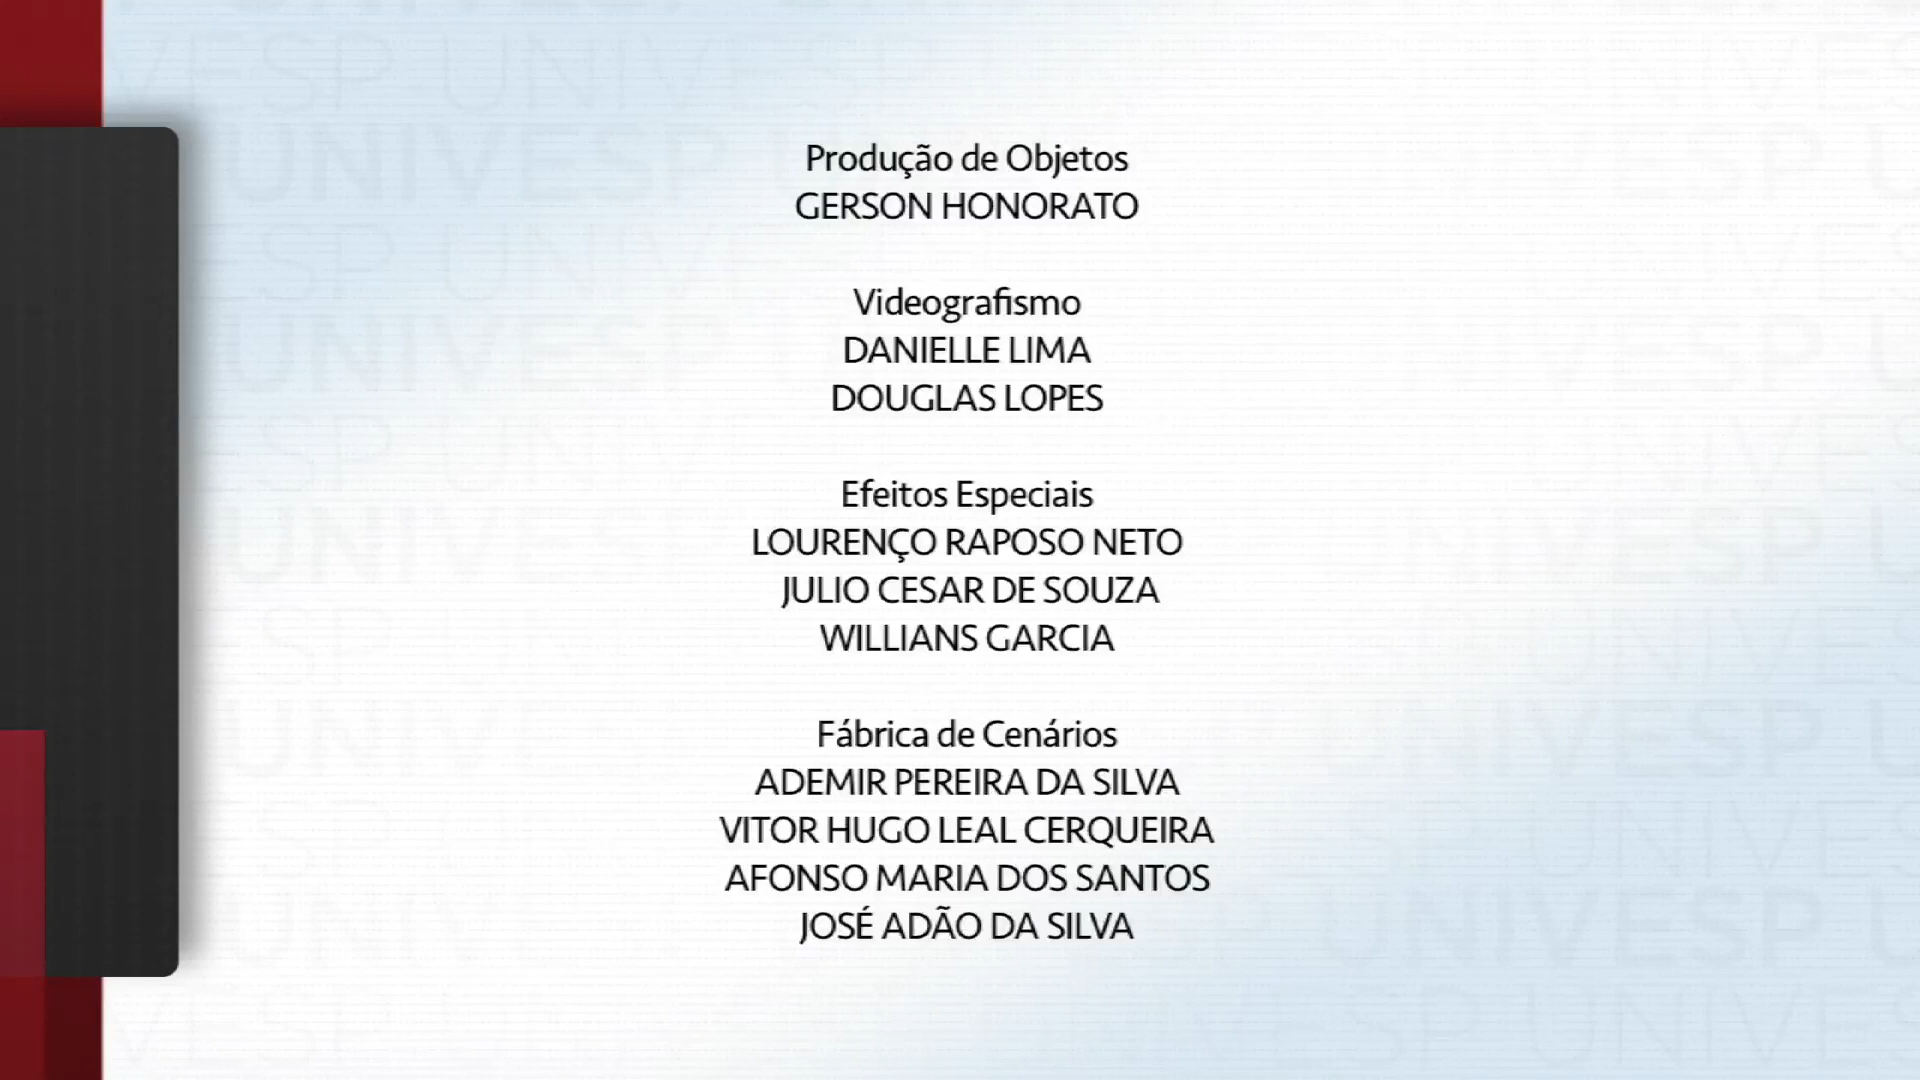 Produção de Objetos
GERSON HONORATO
Videografismo
DANIELLE LIMA
DOUGLAS LOPES
Efeitos Especiais
LOURENÇO RAPOSO NETO
JULIO CESAR DE SOUZA
WILLIANS GARCIA
Fábrica de Cenários
ADEMIR PEREIRA DA SILVA
VITOR HUGO LEAL CERQUEIRA
AFONSO MARIA DOS SANTOS
JOSÉ ADÃO DA SILVA